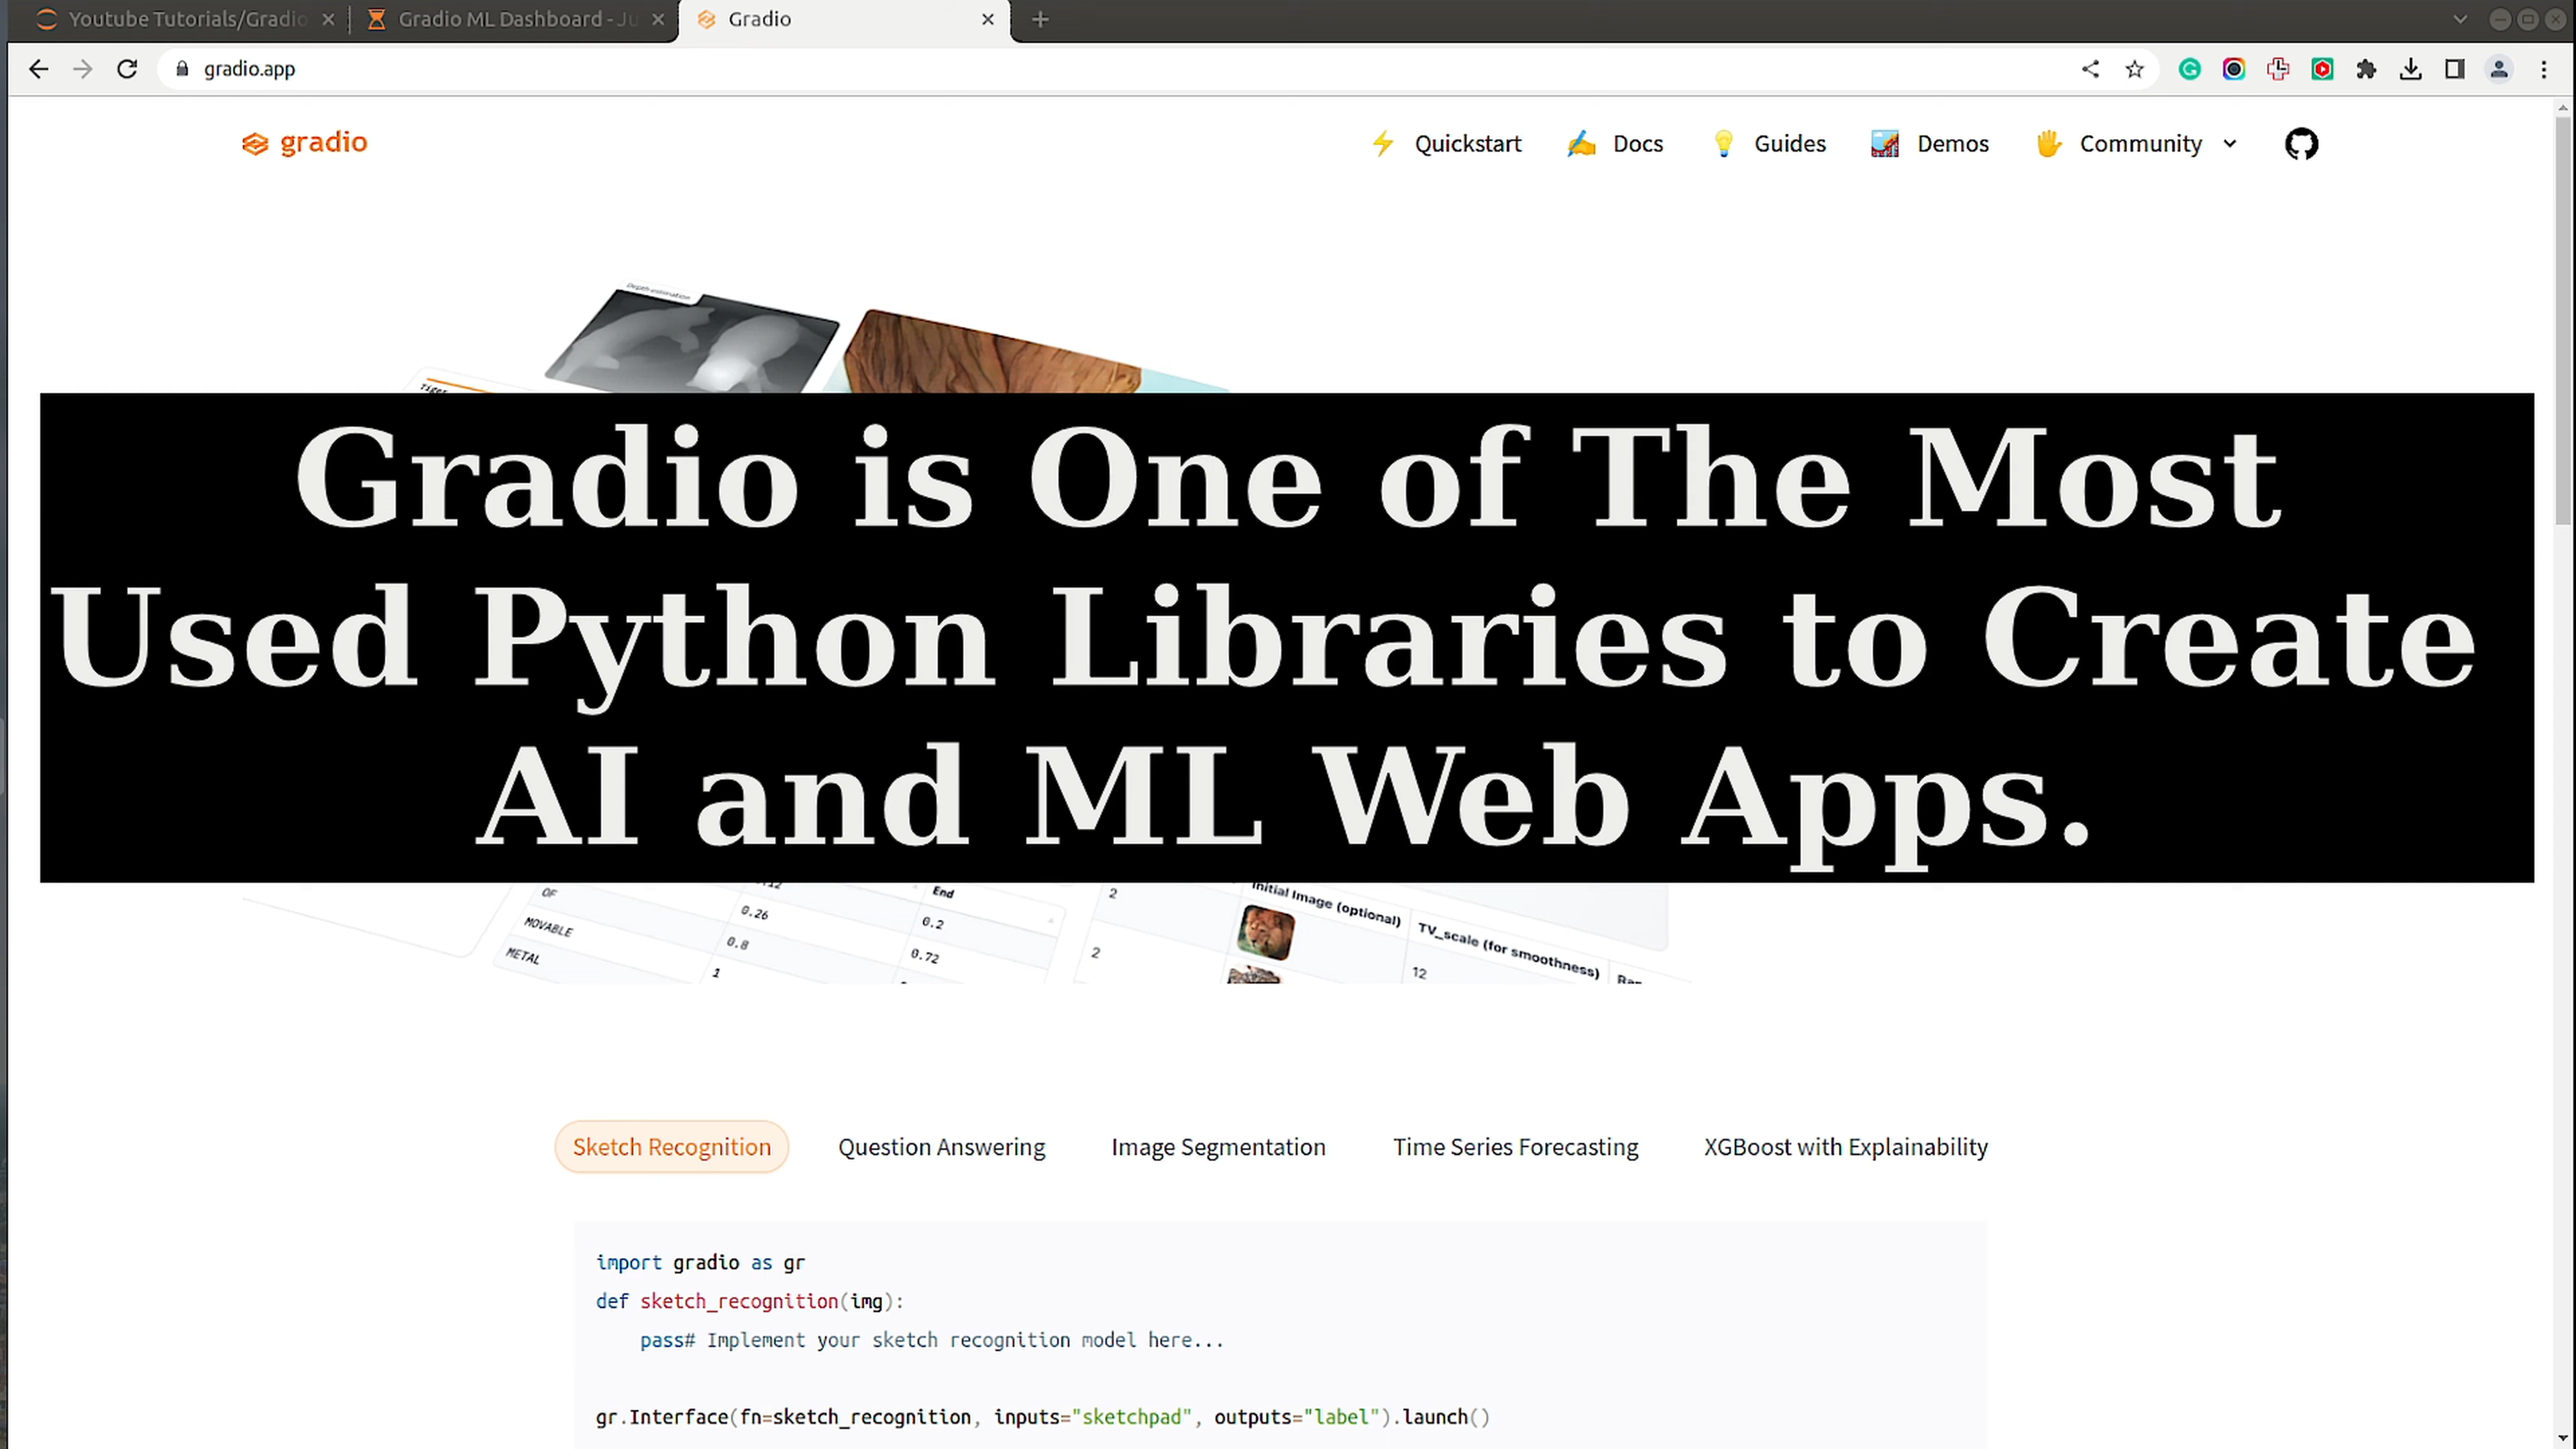 Youtube Tutorials/Gradio
Gradio ML Dashboard - Ju
Gradio
gradio.app
gradio
Quickstart
Docs
Guides
Demos
Community
Depth estimation
Gradio is One of The Most
Used Python Libraries to Create
AI and ML Web Apps.
OF
End
2
Initial Image (optional)
MOVABLE
0.26
0.2
TV_scale (for smoothness)
METAL
0.8
0.72
2
12
1
Sketch Recognition
Question Answering
Image Segmentation
Time Series Forecasting
XGBoost with Explainability
import gradio as gr
def sketch_recognition(img):
pass# Implement your sketch recognition model here...
gr.Interface(fn=sketch_recognition, inputs="sketchpad", outputs="label").launch()